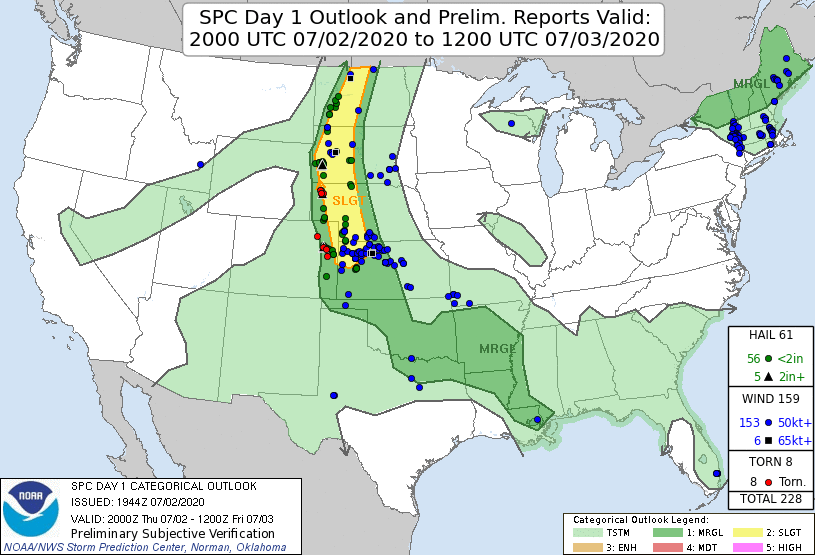 SPC Day 1 Outlook and Prelim. Reports Valid:
2000 UTC 07/02/2020 to 1200 UTC 07/03/2020
MRGL
SLGT
MRGL
HAIL 61
56 <2in
5 2in+
WIND 159
153 50kt+
6 65kt+
TORN 8
8 Torn.
TOTAL 228
NOAA
SPC DAY 1 CATEGORICAL OUTLOOK
ISSUED: 1944Z 07/02/2020
VALID: 2000Z Thu 07/02 - 1200Z Fri 07/03
Preliminary Subjective Verification
NOAA/NWS Storm Prediction Center, Norman, Oklahoma
Categorical Outlook Legend:
TSTM 1: MRGL 2: SLGT
3: ENH 4: MDT 5: HIGH